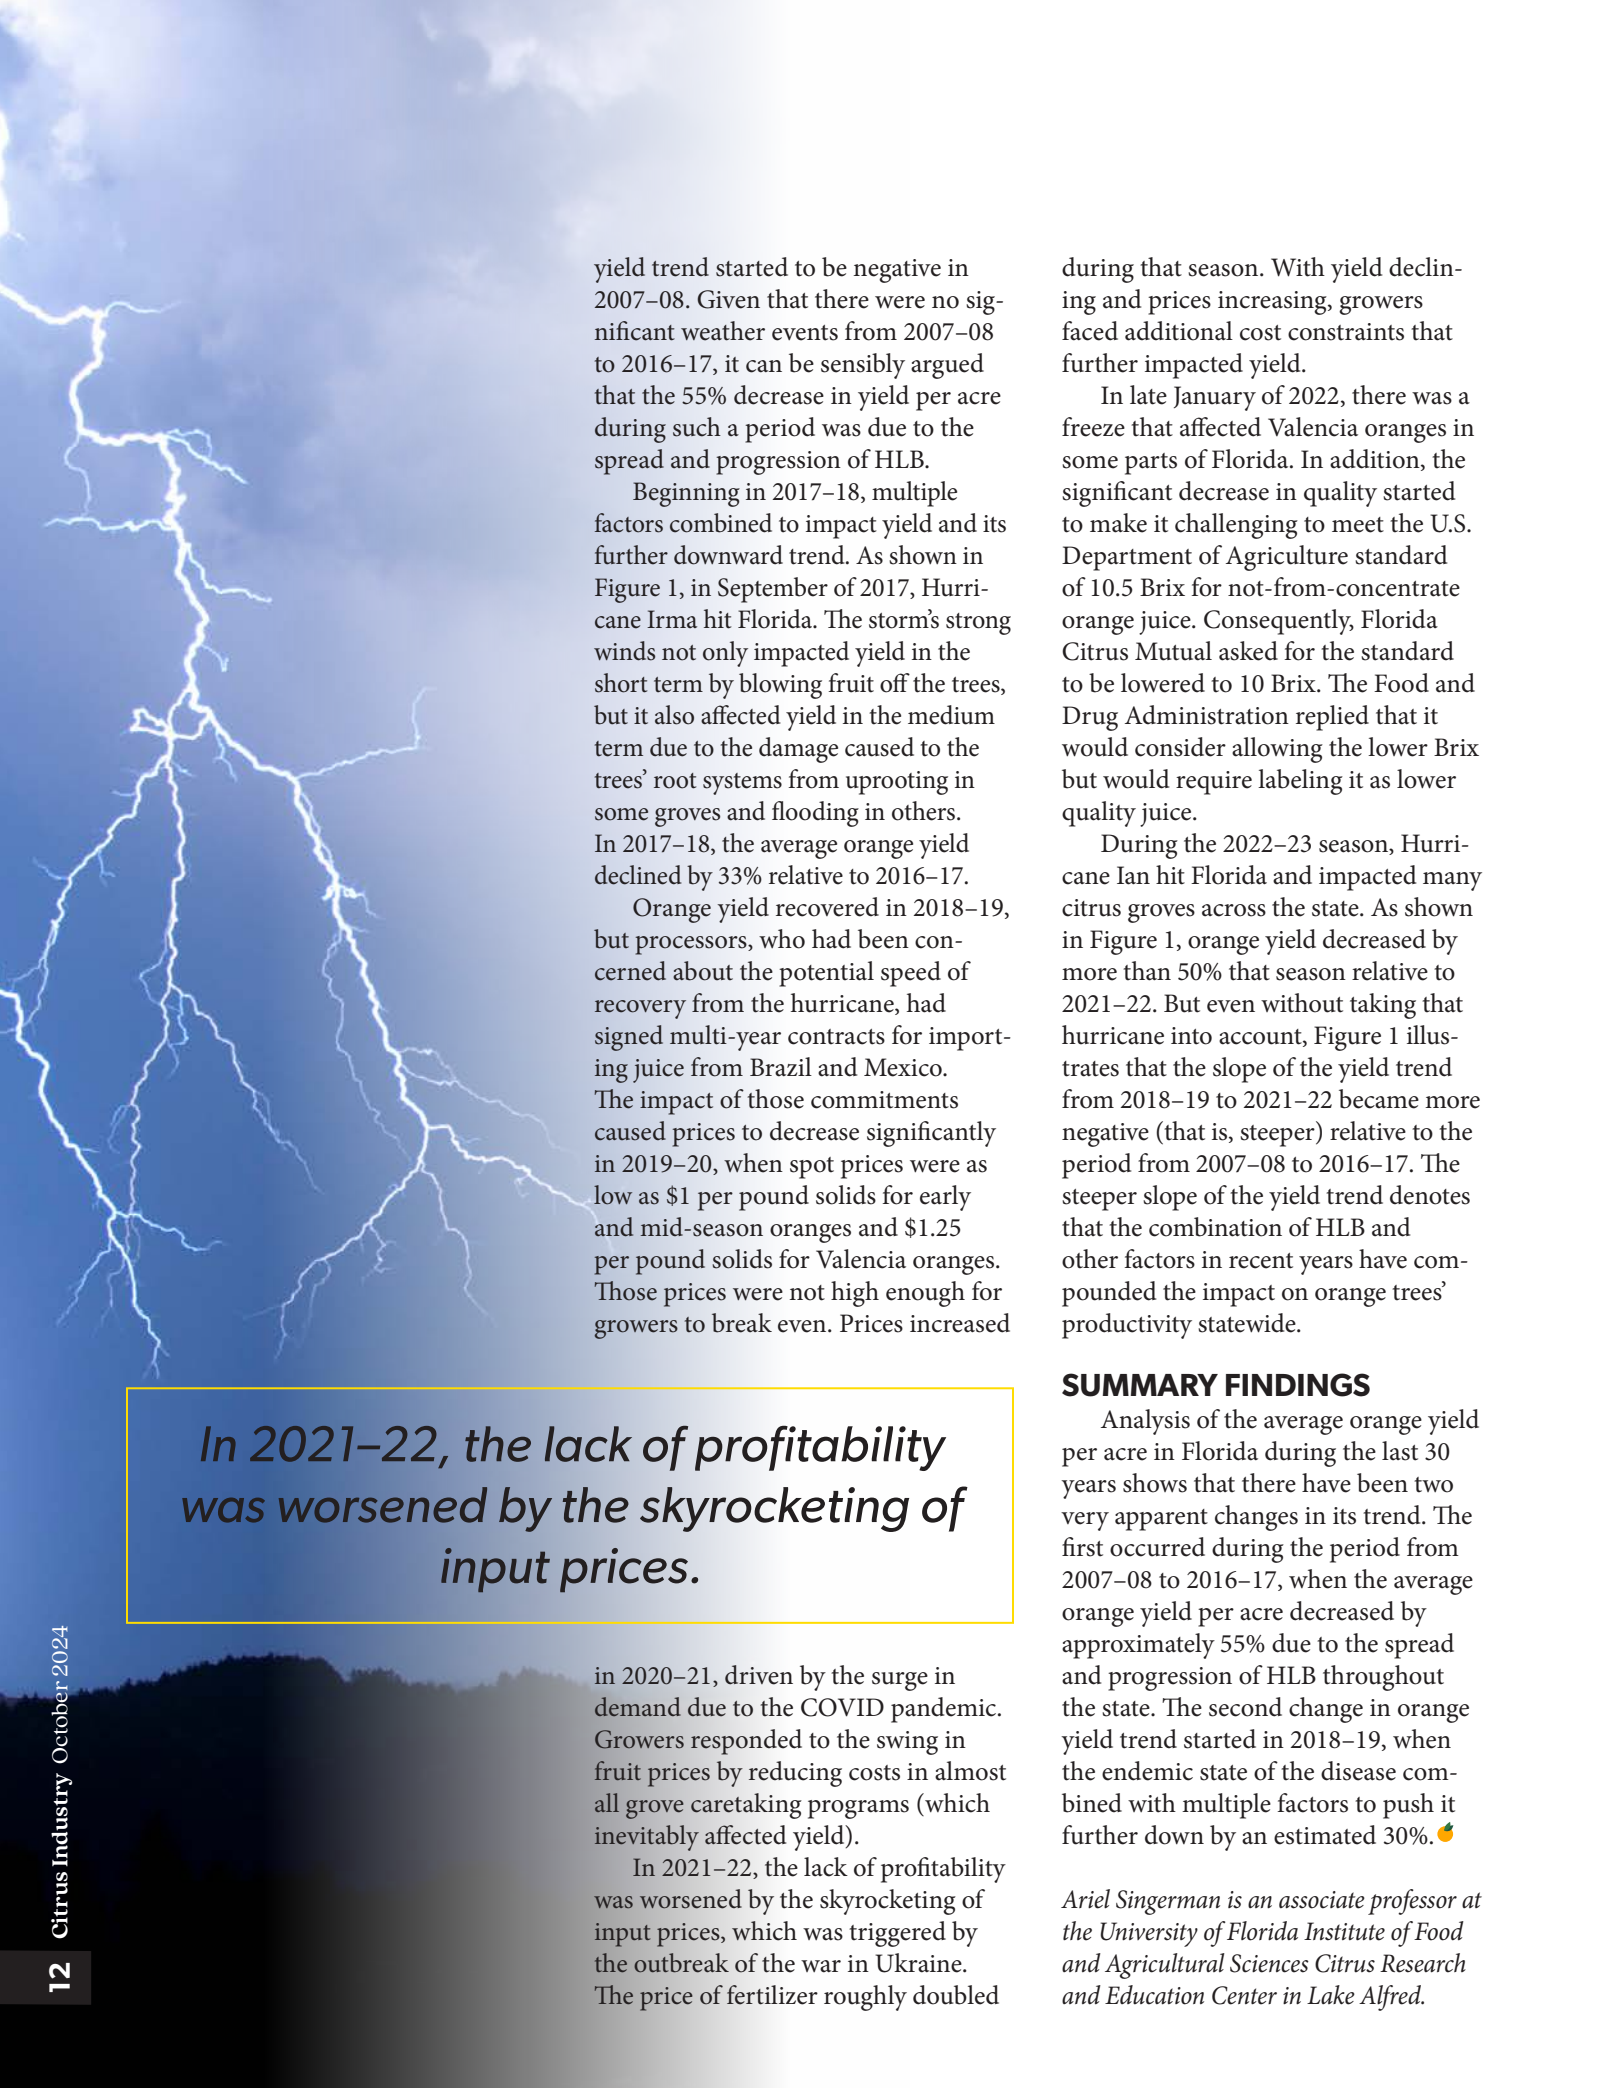 yield trend started to be negative in
2007–08. Given that there were no sig-
nificant weather events from 2007–08
to 2016–17, it can be sensibly argued
that the 55% decrease in yield per acre
during such a period was due to the
spread and progression of HLB.
Beginning in 2017–18, multiple
factors combined to impact yield and its
further downward trend. As shown in
Figure 1, in September of 2017, Hurri-
cane Irma hit Florida. The storm’s strong
winds not only impacted yield in the
short term by blowing fruit off the trees,
but it also affected yield in the medium
term due to the damage caused to the
trees’ root systems from uprooting in
some groves and flooding in others.
In 2017–18, the average orange yield
declined by 33% relative to 2016–17.
Orange yield recovered in 2018–19,
but processors, who had been con-
cerned about the potential speed of
recovery from the hurricane, had
signed multi-year contracts for import-
ing juice from Brazil and Mexico.
The impact of those commitments
caused prices to decrease significantly
in 2019–20, when spot prices were as
low as $1 per pound solids for early
and mid-season oranges and $1.25
per pound solids for Valencia oranges.
Those prices were not high enough for
growers to break even. Prices increased
In 2021–22, the lack of profitability
was worsened by the skyrocketing of
input prices.
in 2020–21, driven by the surge in
demand due to the COVID pandemic.
Growers responded to the swing in
fruit prices by reducing costs in almost
all grove caretaking programs (which
inevitably affected yield).
In 2021–22, the lack of profitability
was worsened by the skyrocketing of
input prices, which was triggered by
the outbreak of the war in Ukraine.
The price of fertilizer roughly doubled
during that season. With yield declin-
ing and prices increasing, growers
faced additional cost constraints that
further impacted yield.
In late January of 2022, there was a
freeze that affected Valencia oranges in
some parts of Florida. In addition, the
significant decrease in quality started
to make it challenging to meet the U.S.
Department of Agriculture standard
of 10.5 Brix for not-from-concentrate
orange juice. Consequently, Florida
Citrus Mutual asked for the standard
to be lowered to 10 Brix. The Food and
Drug Administration replied that it
would consider allowing the lower Brix
but would require labeling it as lower
quality juice.
During the 2022–23 season, Hurri-
cane Ian hit Florida and impacted many
citrus groves across the state. As shown
in Figure 1, orange yield decreased by
more than 50% that season relative to
2021–22. But even without taking that
hurricane into account, Figure 1 illus-
trates that the slope of the yield trend
from 2018–19 to 2021–22 became more
negative (that is, steeper) relative to the
period from 2007–08 to 2016–17. The
steeper slope of the yield trend denotes
that the combination of HLB and
other factors in recent years have com-
pounded the impact on orange trees’
productivity statewide.
SUMMARY FINDINGS
Analysis of the average orange yield
per acre in Florida during the last 30
years shows that there have been two
very apparent changes in its trend. The
first occurred during the period from
2007–08 to 2016–17, when the average
orange yield per acre decreased by
approximately 55% due to the spread
and progression of HLB throughout
the state. The second change in orange
yield trend started in 2018–19, when
the endemic state of the disease com-
bined with multiple factors to push it
further down by an estimated 30%.
Ariel Singerman is an associate professor at
the University of Florida Institute of Food
and Agricultural Sciences Citrus Research
and Education Center in Lake Alfred.
12 Citrus Industry October 2024